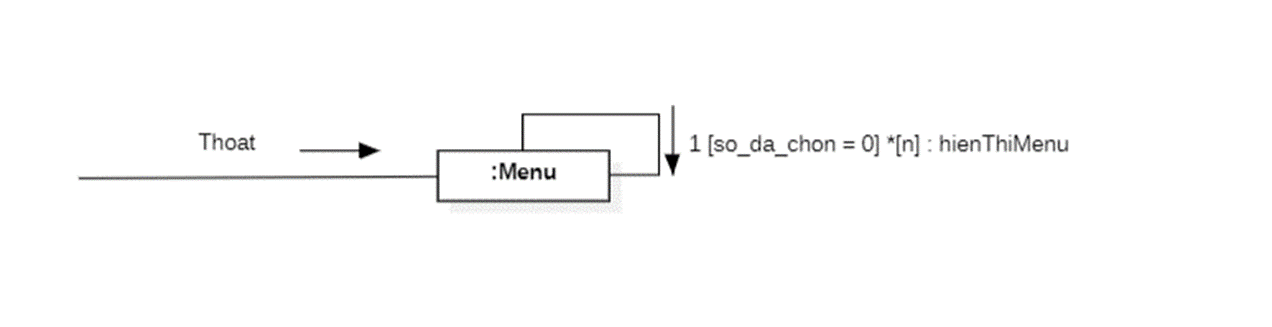 Thoat
:Menu
1 [so_da_chon = 0] *[n] : hienThiMenu